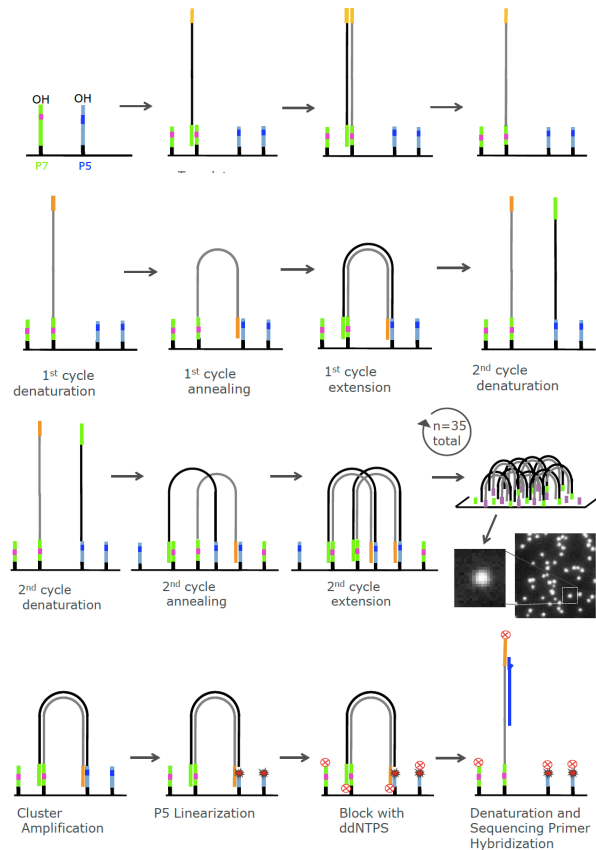 OH
OH
P7
P5
1st cycle
denaturation
1st cycle
annealing
1st cycle
extension
2nd cycle
denaturation
n=35
total
2nd cycle
denaturation
2nd cycle
annealing
2nd cycle
extension
Cluster
Amplification
P5 Linearization
Block with
ddNTPS
Denaturation and
Sequencing Primer
Hybridization